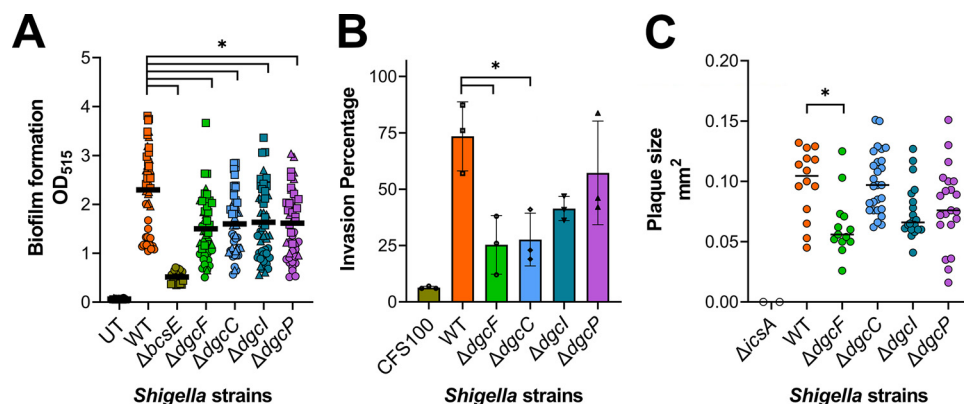 A
Biofilm formation
OD515
5
4
3
2
1
0
*
UT
WT
ΔbcsE
ΔdgcF
ΔdgcC
ΔdgcI
ΔdgcP
Shigella strains
B
Invasion Percentage
100
75
50
25
0
*
CFS100
WT
ΔdgcF
ΔdgcC
ΔdgcI
ΔdgcP
Shigella strains
C
Plaque size
mm2
0.20
0.15
0.10
0.05
0.00
*
ΔicsA
WT
ΔdgcF
ΔdgcC
ΔdgcI
ΔdgcP
Shigella strains